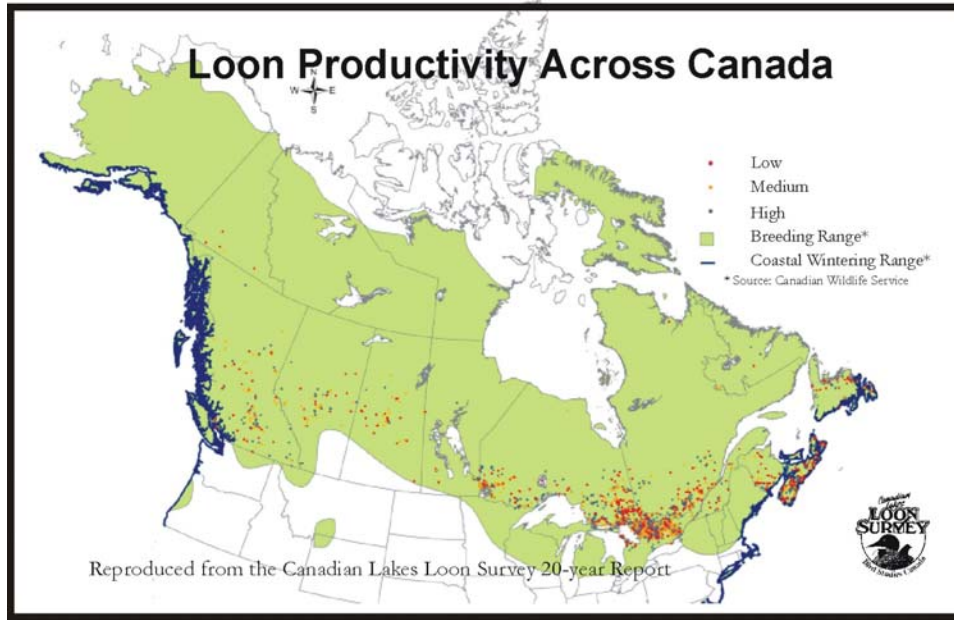 Loon Productivity Across Canada
N
W E
S
Low
Medium
High
Breeding Range*
Coastal Wintering Range*
* Source: Canadian Wildlife Service
Canadian
Lakes
LOON
SURVEY
Bird Studies Canada
Reproduced from the Canadian Lakes Loon Survey 20-year Report